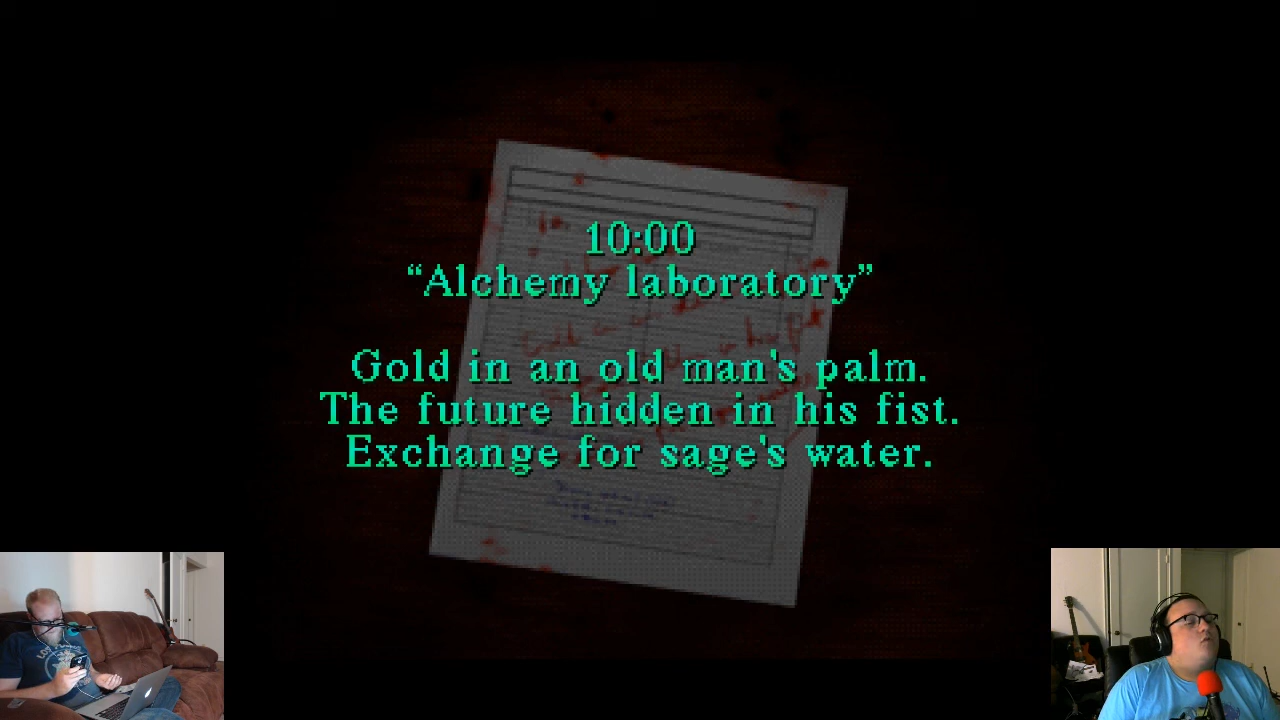 10:00
“Alchemy laboratory”
Gold in an old man's palm.
The future hidden in his fist.
Exchange for sage's water.